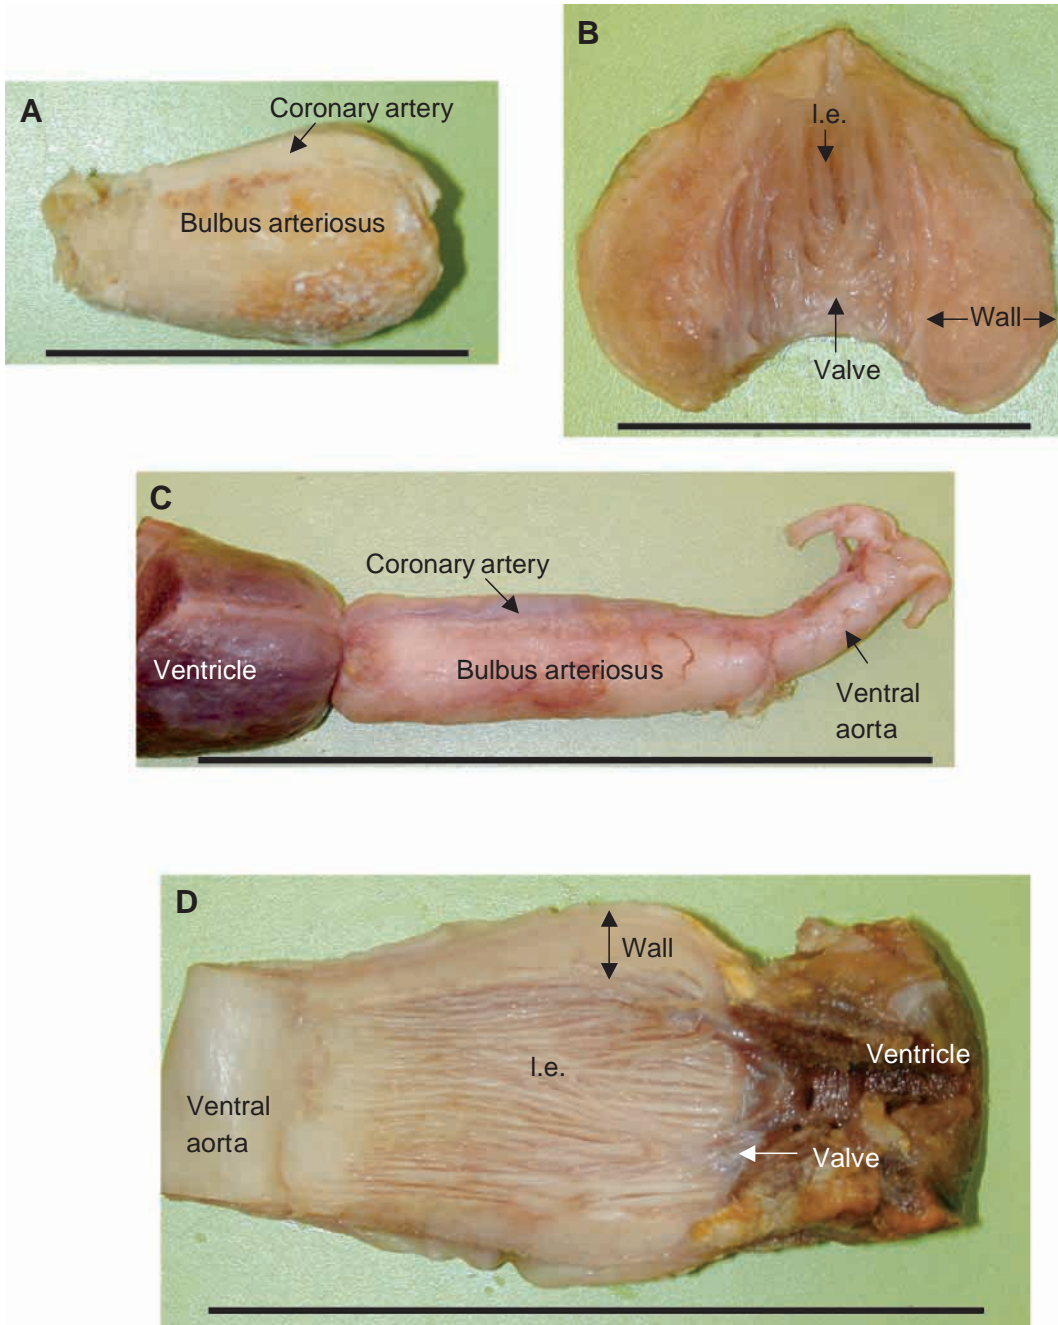 A
Coronary artery
Bulbus arteriosus
B
l.e.
Wall
Valve
C
Coronary artery
Ventricle
Bulbus arteriosus
Ventral
aorta
D
Wall
l.e.
Ventricle
Ventral
aorta
Valve